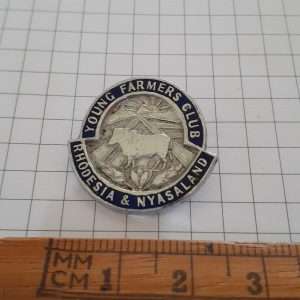 YOUNG FARMERS CLUB
RHODESIA & NYASALAND
MM
CM 1 2 3